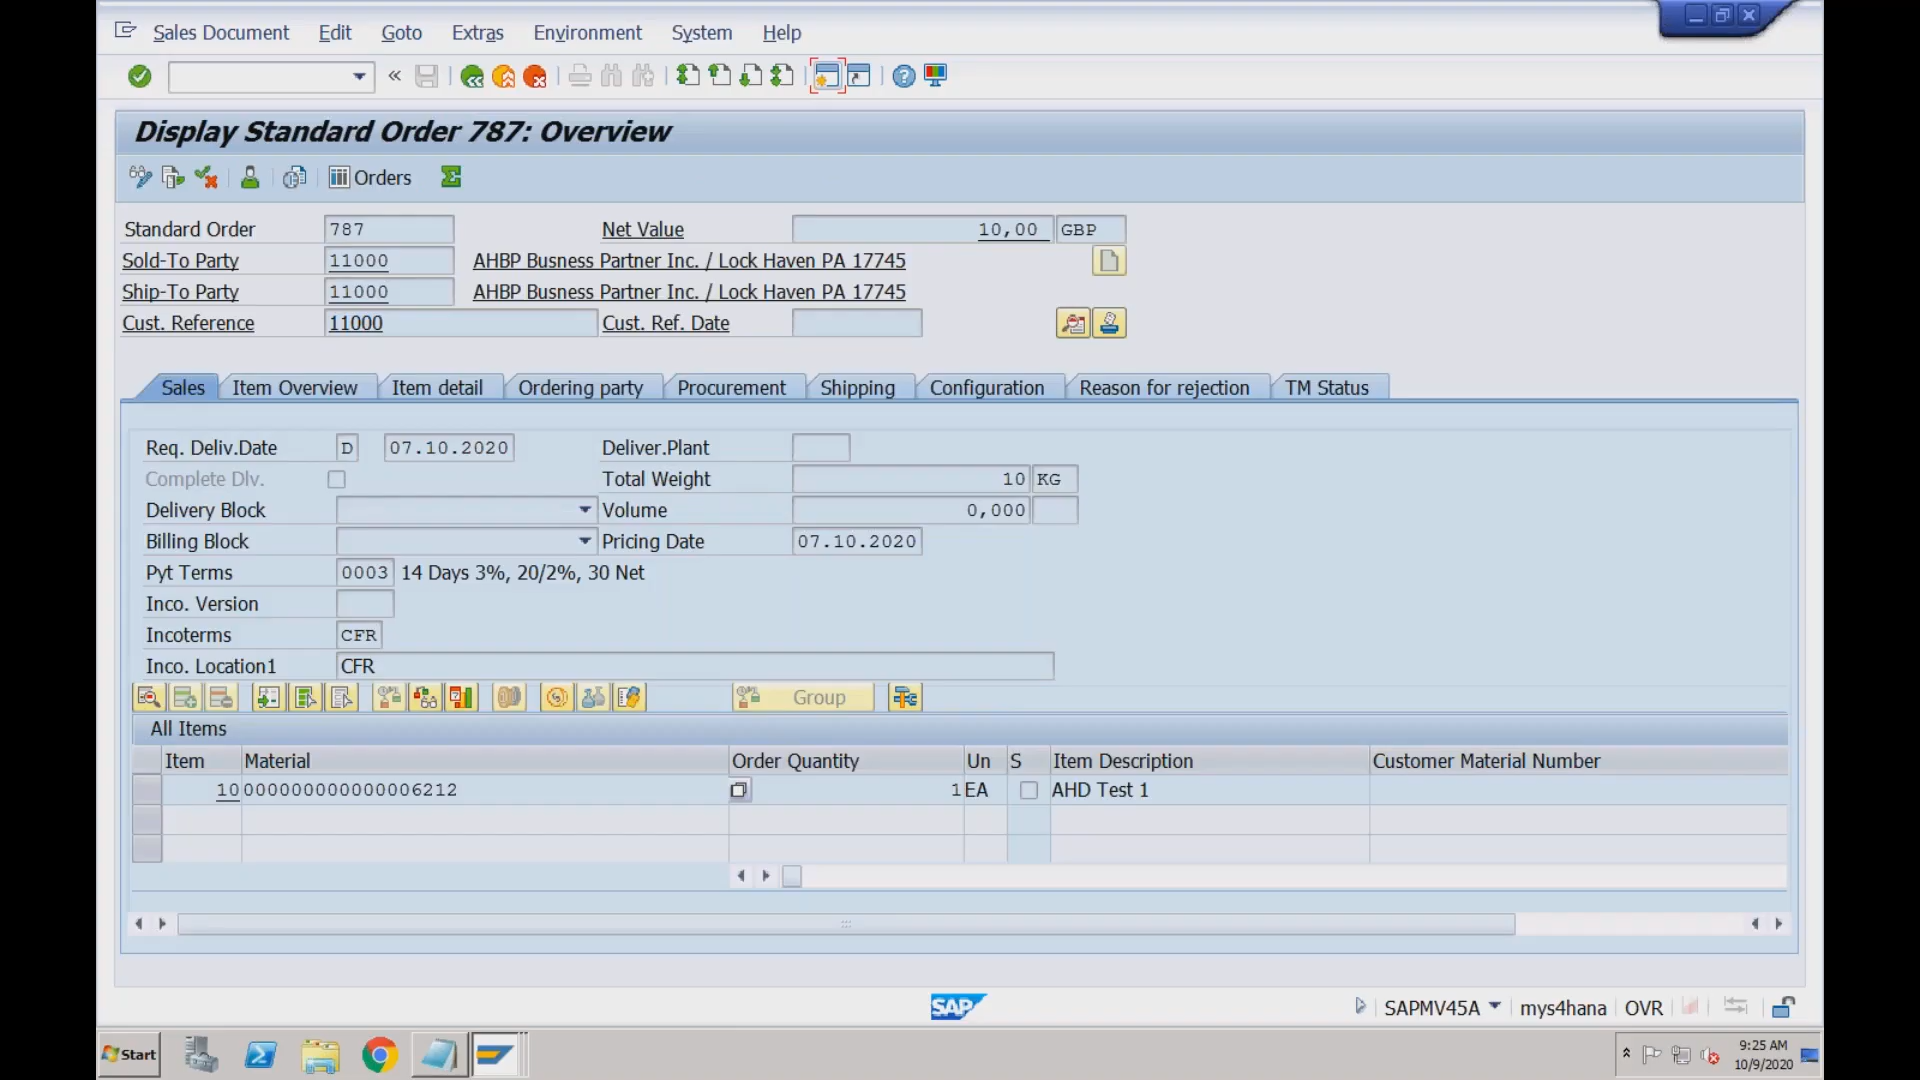 Sales Document Edit Goto Extras Environment System Help
Display Standard Order 787: Overview
Orders
Standard Order 787 Net Value 10,00 GBP
Sold-To Party 11000 AHBP Busness Partner Inc. / Lock Haven PA 17745
Ship-To Party 11000 AHBP Busness Partner Inc. / Lock Haven PA 17745
Cust. Reference 11000 Cust. Ref. Date
Sales Item Overview Item detail Ordering party Procurement Shipping Configuration Reason for rejection TM Status
Req. Deliv.Date D 07.10.2020 Deliver.Plant
Complete Dlv. Total Weight 10 KG
Delivery Block Volume 0,000
Billing Block Pricing Date 07.10.2020
Pyt Terms 0003 14 Days 3%, 20/2%, 30 Net
Inco. Version
Incoterms CFR
Inco. Location1 CFR
Group
All Items
Item Material Order Quantity Un S Item Description Customer Material Number
10 000000000000006212 1 EA AHD Test 1
SAP SAPMV45A mys4hana OVR
Start 9:25 AM
10/9/2020